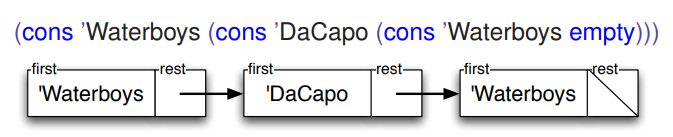 (cons ’Waterboys (cons ’DaCapo (cons ’Waterboys empty)))
first rest first rest first rest
'Waterboys 'DaCapo 'Waterboys